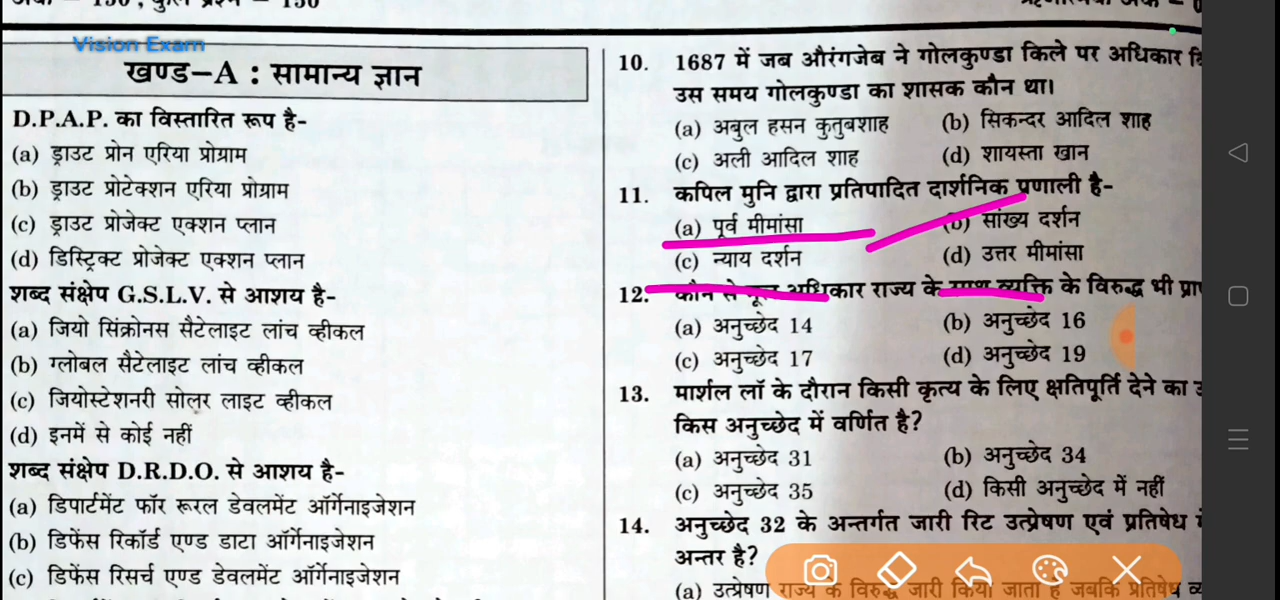 Vision Exam
खण्ड–A : सामान्य ज्ञान
D.P.A.P. का विस्तारित रूप है-
(a) ड्राउट प्रोन एरिया प्रोग्राम
(b) ड्राउट प्रोटेक्शन एरिया प्रोग्राम
(c) ड्राउट प्रोजेक्ट एक्शन प्लान
(d) डिस्ट्रिक्ट प्रोजेक्ट एक्शन प्लान
शब्द संक्षेप G.S.L.V. से आशय है-
(a) जियो सिंक्रोनस सैटेलाइट लांच व्हीकल
(b) ग्लोबल सैटेलाइट लांच व्हीकल
(c) जियोस्टेशनरी सोलर लाइट व्हीकल
(d) इनमें से कोई नहीं
शब्द संक्षेप D.R.D.O. से आशय है-
(a) डिपार्टमेंट फॉर रूरल डेवलमेंट ऑर्गेनाइजेशन
(b) डिफेंस रिकॉर्ड एण्ड डाटा ऑर्गेनाइजेशन
(c) डिफेंस रिसर्च एण्ड डेवलमेंट ऑर्गेनाइजेशन
10. 1687 में जब औरंगजेब ने गोलकुण्डा किले पर अधिकार
उस समय गोलकुण्डा का शासक कौन था।
(a) अबुल हसन कुतुबशाह (b) सिकन्दर आदिल शाह
(c) अली आदिल शाह (d) शायस्ता खान
11. कपिल मुनि द्वारा प्रतिपादित दार्शनिक प्रणाली है-
(a) पूर्व मीमांसा (b) सांख्य दर्शन
(c) न्याय दर्शन (d) उत्तर मीमांसा
12. कौन से मूल अधिकार राज्य के साथ व्यक्ति के विरुद्ध भी
(a) अनुच्छेद 14 (b) अनुच्छेद 16
(c) अनुच्छेद 17 (d) अनुच्छेद 19
13. मार्शल लॉ के दौरान किसी कृत्य के लिए क्षतिपूर्ति देने का
किस अनुच्छेद में वर्णित है?
(a) अनुच्छेद 31 (b) अनुच्छेद 34
(c) अनुच्छेद 35 (d) किसी अनुच्छेद में नहीं
14. अनुच्छेद 32 के अन्तर्गत जारी रिट उत्प्रेषण एवं प्रतिषेध
अन्तर है?
(a) उत्प्रेषण राज्य के विरुद्ध जारी किया जाता है जबकि प्रतिषेध